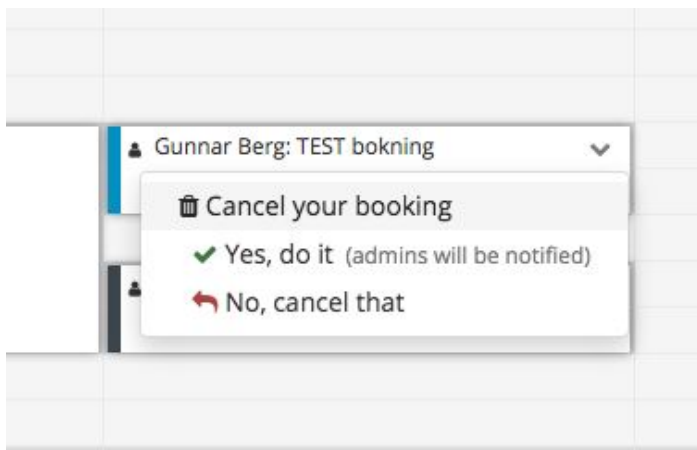 Gunnar Berg: TEST bokning
Cancel your booking
Yes, do it (admins will be notified)
No, cancel that